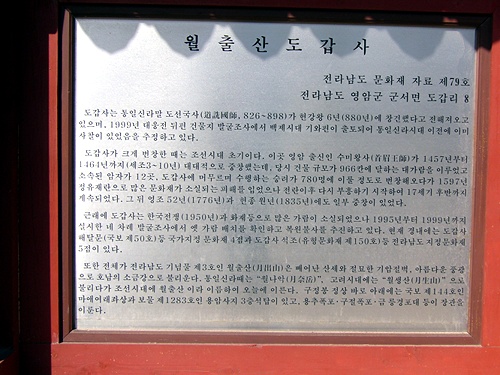 월 출 산 도 갑 사
전라남도 문화재 자료 제79호
전라남도 영암군 군서면 도갑리 8
도갑사는 통일신라말 도선국사(道詵國師, 826~898)가 헌강왕 6년(880년)에 창건했다고 전해져오고
있으며, 1999년 대웅전 뒤편 건물지 발굴조사에서 백제시대 기와편이 출토되어 통일신라시대 이전에 이미
사찰이 있었음을 추정하고 있다.
도갑사가 크게 번창한 때는 조선시대 초기이다. 이곳 영암 출신인 수미왕사(首眉王師)가 1457년부터
1464년까지(세조3~10년) 대대적으로 중창했는데, 당시 건물 규모가 966칸에 달하는 대가람을 이루었고
소속된 암자가 12곳, 도갑사에 머무르며 수행하는 승려가 780명에 이룰 정도로 번창해오다가 1597년
정유재란으로 많은 문화재가 소실되는 피해를 입었으나 전란이후 다시 부흥하기 시작하여 17세기 후반까지
계속되었다. 그 뒤 영조 52년(1776년)과 헌종 원년(1835년)에도 일부 중창이 있었다.
근래에 도갑사는 한국전쟁(1950년)과 화재등으로 많은 가람이 소실되었으나 1995년부터 1999년까지
실시한 네 차례 발굴조사에서 옛 가람 배치를 확인하고 복원불사를 추진하고 있다. 현재 경내에는 도갑사
해탈문(국보 제50호)등 국가지정 문화재 4점과 도갑사 석조(유형문화재 제150호)등 전라남도 지정문화재
5점이 있다.
또한 전체가 전라남도 기념물 제3호인 월출산(月出山)은 빼어난 산세와 절묘한 기암절벽, 아름다운 풍광
으로 호남의 소금강으로 불리운다. 통일신라때에는 "월나악(月奈岳)", 고려시대에는 "월생산(月生山)" 으로
불리다가 조선시대에 월출산 이라 이름하여 오늘에 이른다. 구정봉 정상 바로 아래에는 국보 제144호인
마애여래좌상과 보물 제1283호인 용암사지 3층석탑이 있고, 용추폭포·구절폭포·금릉경포대 등이 장관을
이룬다.